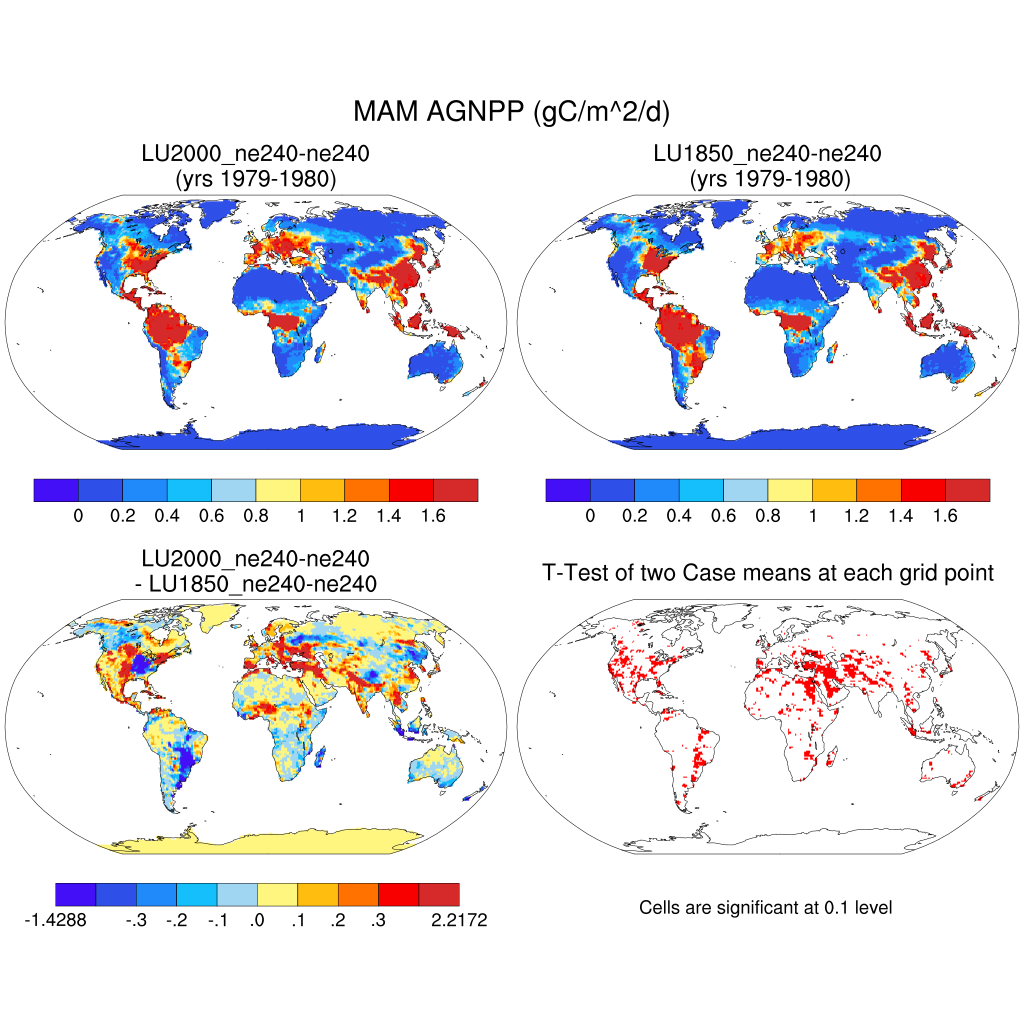 MAM AGNPP (gC/m^2/d)
LU2000_ne240-ne240
(yrs 1979-1980)
LU1850_ne240-ne240
(yrs 1979-1980)
0 0.2 0.4 0.6 0.8 1 1.2 1.4 1.6
0 0.2 0.4 0.6 0.8 1 1.2 1.4 1.6
LU2000_ne240-ne240
- LU1850_ne240-ne240
T-Test of two Case means at each grid point
-1.4288 -.3 -.2 -.1 .0 .1 .2 .3 2.2172
Cells are significant at 0.1 level